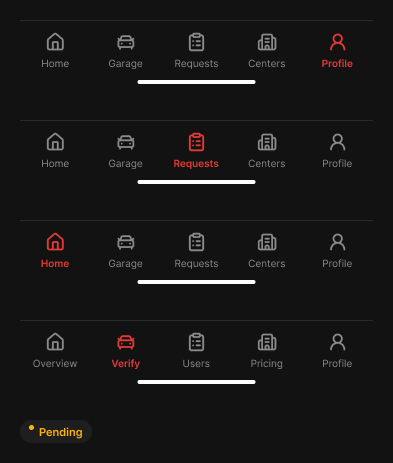 Home Garage Requests Centers Profile
Home Garage Requests Centers Profile
Home Garage Requests Centers Profile
Overview Verify Users Pricing Profile
Pending